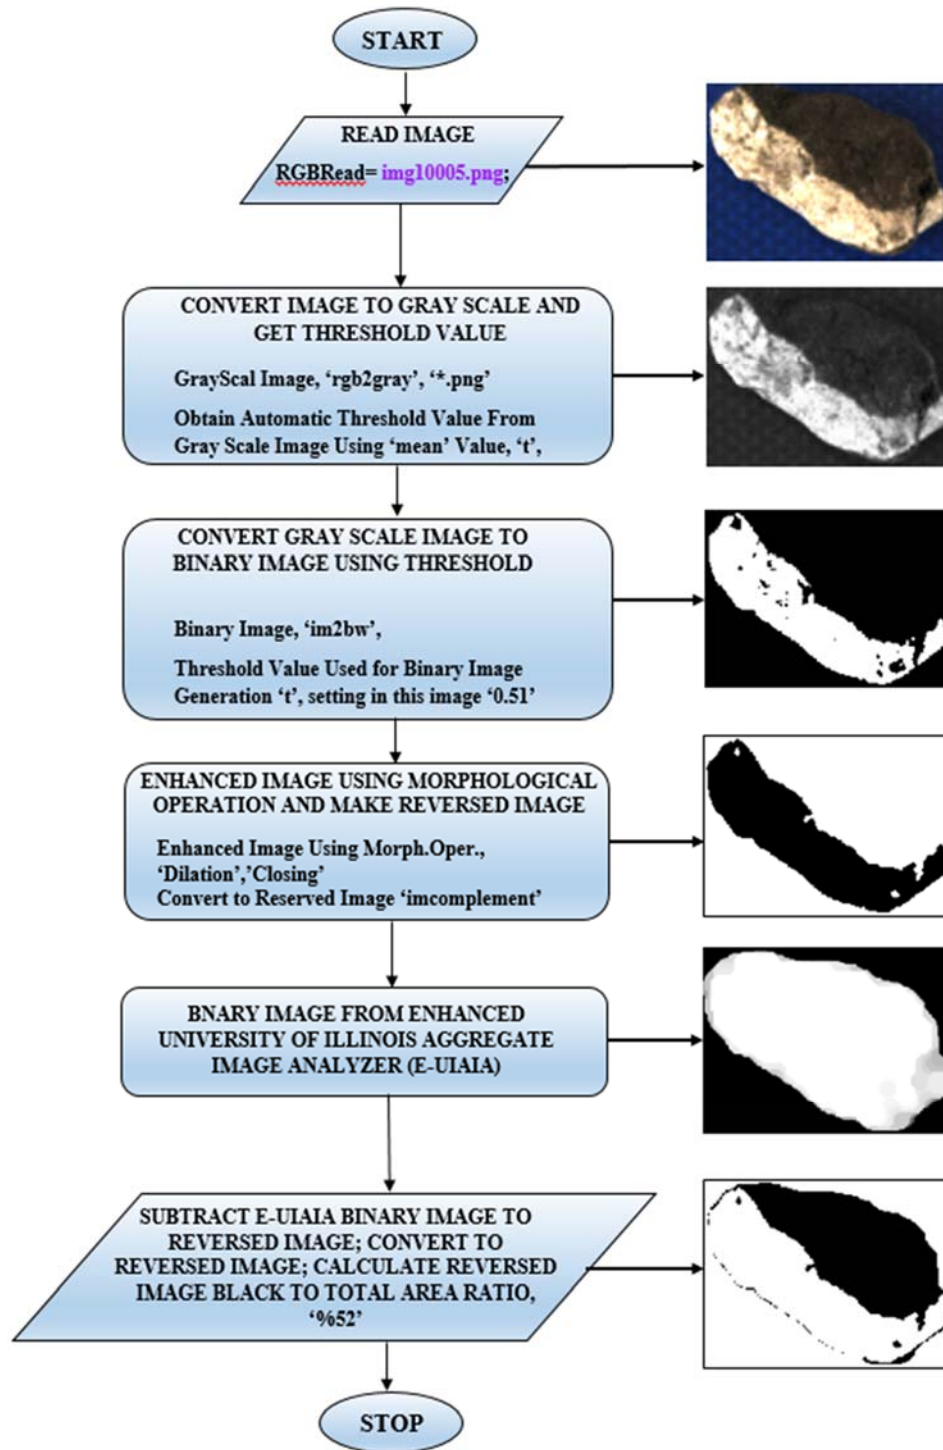 START
READ IMAGE
RGBRead= img10005.png;
CONVERT IMAGE TO GRAY SCALE AND
GET THRESHOLD VALUE
GrayScal Image, ‘rgb2gray’, ‘*.png’
Obtain Automatic Threshold Value From
Gray Scale Image Using ‘mean’ Value, ‘t’,
CONVERT GRAY SCALE IMAGE TO
BINARY IMAGE USING THRESHOLD
Binary Image, ‘im2bw’,
Threshold Value Used for Binary Image
Generation ‘t’, setting in this image ‘0.51’
ENHANCED IMAGE USING MORPHOLOGICAL
OPERATION AND MAKE REVERSED IMAGE
Enhanced Image Using Morph.Oper.,
‘Dilation’,’Closing’
Convert to Reserved Image ‘imcomplement’
BNARY IMAGE FROM ENHANCED
UNIVERSITY OF ILLINOIS AGGREGATE
IMAGE ANALYZER (E-UIAIA)
SUBTRACT E-UIAIA BINARY IMAGE TO
REVERSED IMAGE; CONVERT TO
REVERSED IMAGE; CALCULATE REVERSED
IMAGE BLACK TO TOTAL AREA RATIO,
‘%52’
STOP